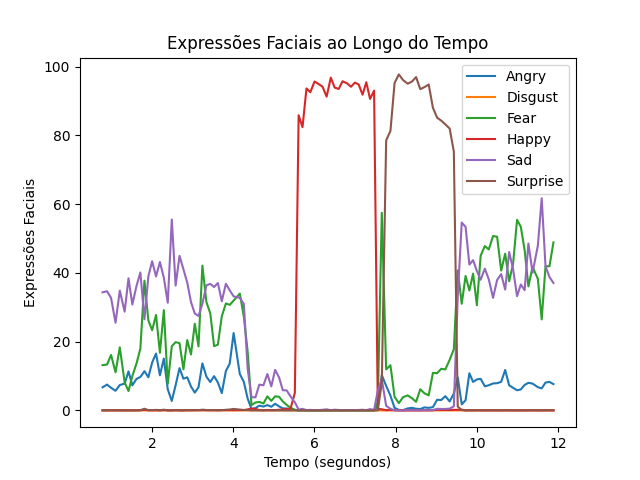 Expressões Faciais ao Longo do Tempo
100
80
60
40
20
0
Expressões Faciais
2
4
6
8
10
12
Tempo (segundos)
Angry
Disgust
Fear
Happy
Sad
Surprise